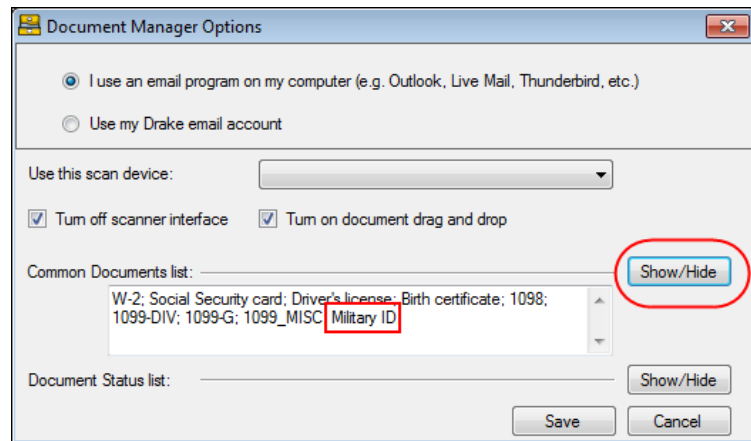 Document Manager Options
I use an email program on my computer (e.g. Outlook, Live Mail, Thunderbird, etc.)
Use my Drake email account
Use this scan device:
Turn off scanner interface Turn on document drag and drop
Common Documents list: Show/Hide
W-2; Social Security card; Driver's license; Birth certificate; 1098;
1099-DIV; 1099-G; 1099_MISC Military ID
Document Status list: Show/Hide
Save Cancel